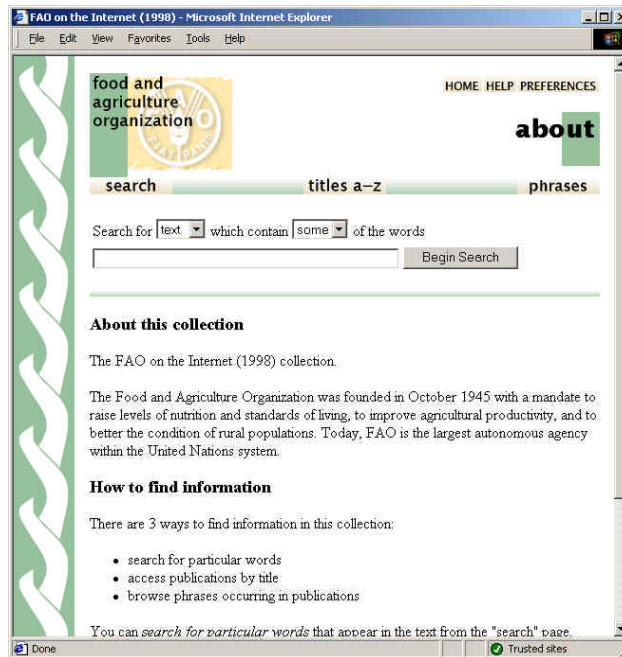 FAO on the Internet (1998) - Microsoft Internet Explorer
File Edit View Favorites Tools Help
food and
agriculture
organization
FAO
FIAT PANIS
HOME HELP PREFERENCES
about
search titles a–z phrases
Search for text which contain some of the words
Begin Search
About this collection
The FAO on the Internet (1998) collection.
The Food and Agriculture Organization was founded in October 1945 with a mandate to
raise levels of nutrition and standards of living, to improve agricultural productivity, and to
better the condition of rural populations. Today, FAO is the largest autonomous agency
within the United Nations system.
How to find information
There are 3 ways to find information in this collection:
• search for particular words
• access publications by title
• browse phrases occurring in publications
You can search for particular words that appear in the text from the "search" page.
Done Trusted sites